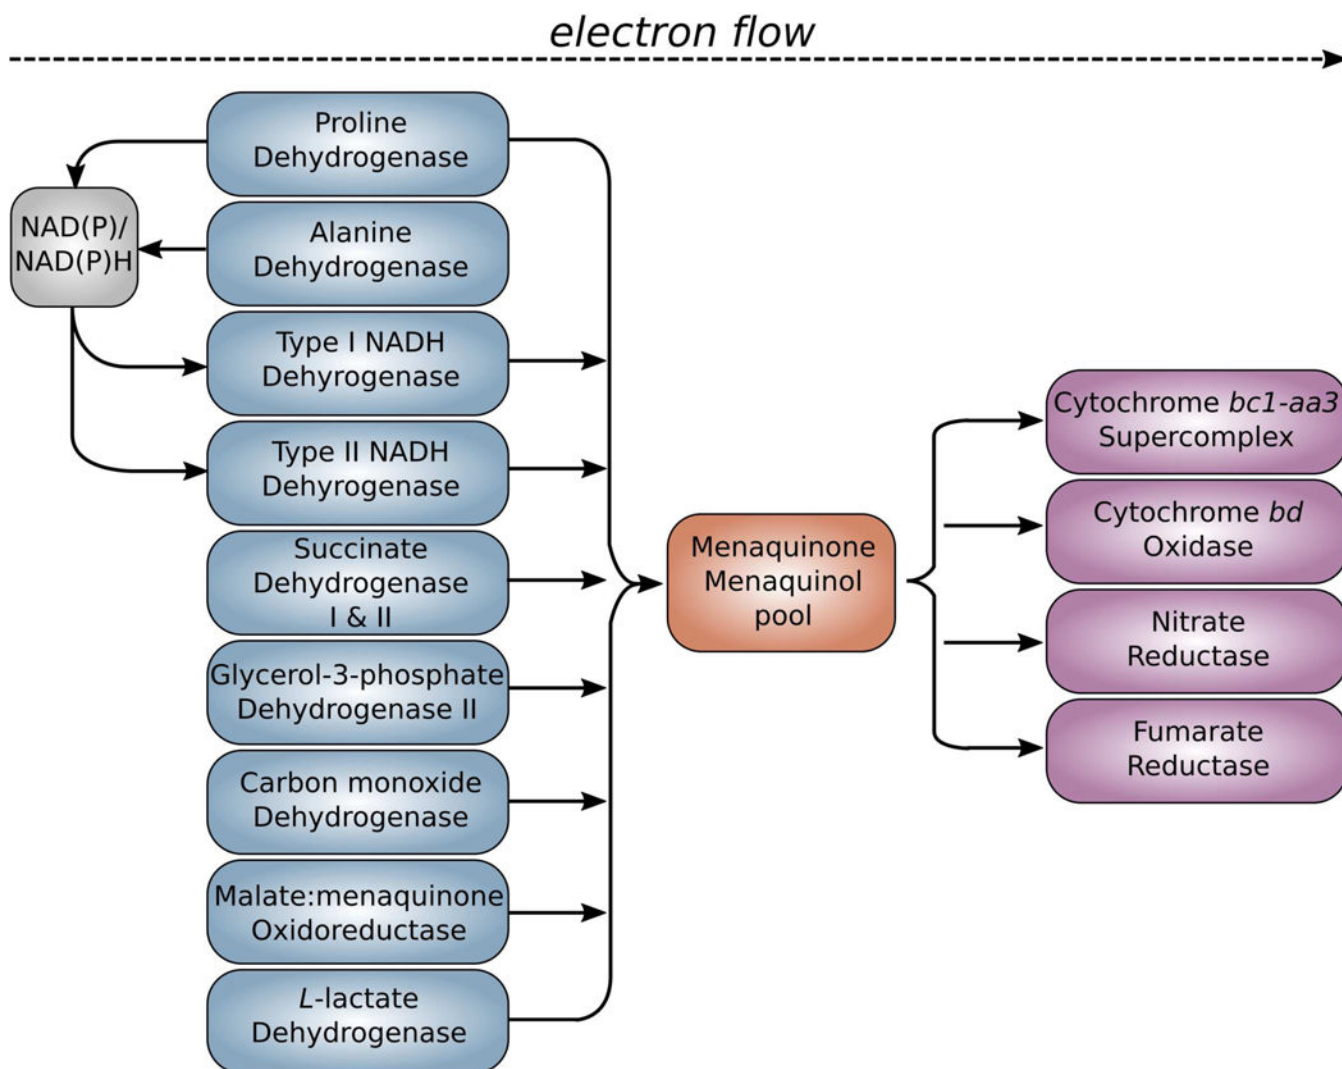 electron flow
Proline
Dehydrogenase
NAD(P)/
NAD(P)H
Alanine
Dehydrogenase
Type I NADH
Dehyrogenase
Type II NADH
Dehyrogenase
Succinate
Dehydrogenase
I & II
Glycerol-3-phosphate
Dehydrogenase II
Carbon monoxide
Dehydrogenase
Malate:menaquinone
Oxidoreductase
L-lactate
Dehydrogenase
Menaquinone
Menaquinol
pool
Cytochrome bc1-aa3
Supercomplex
Cytochrome bd
Oxidase
Nitrate
Reductase
Fumarate
Reductase